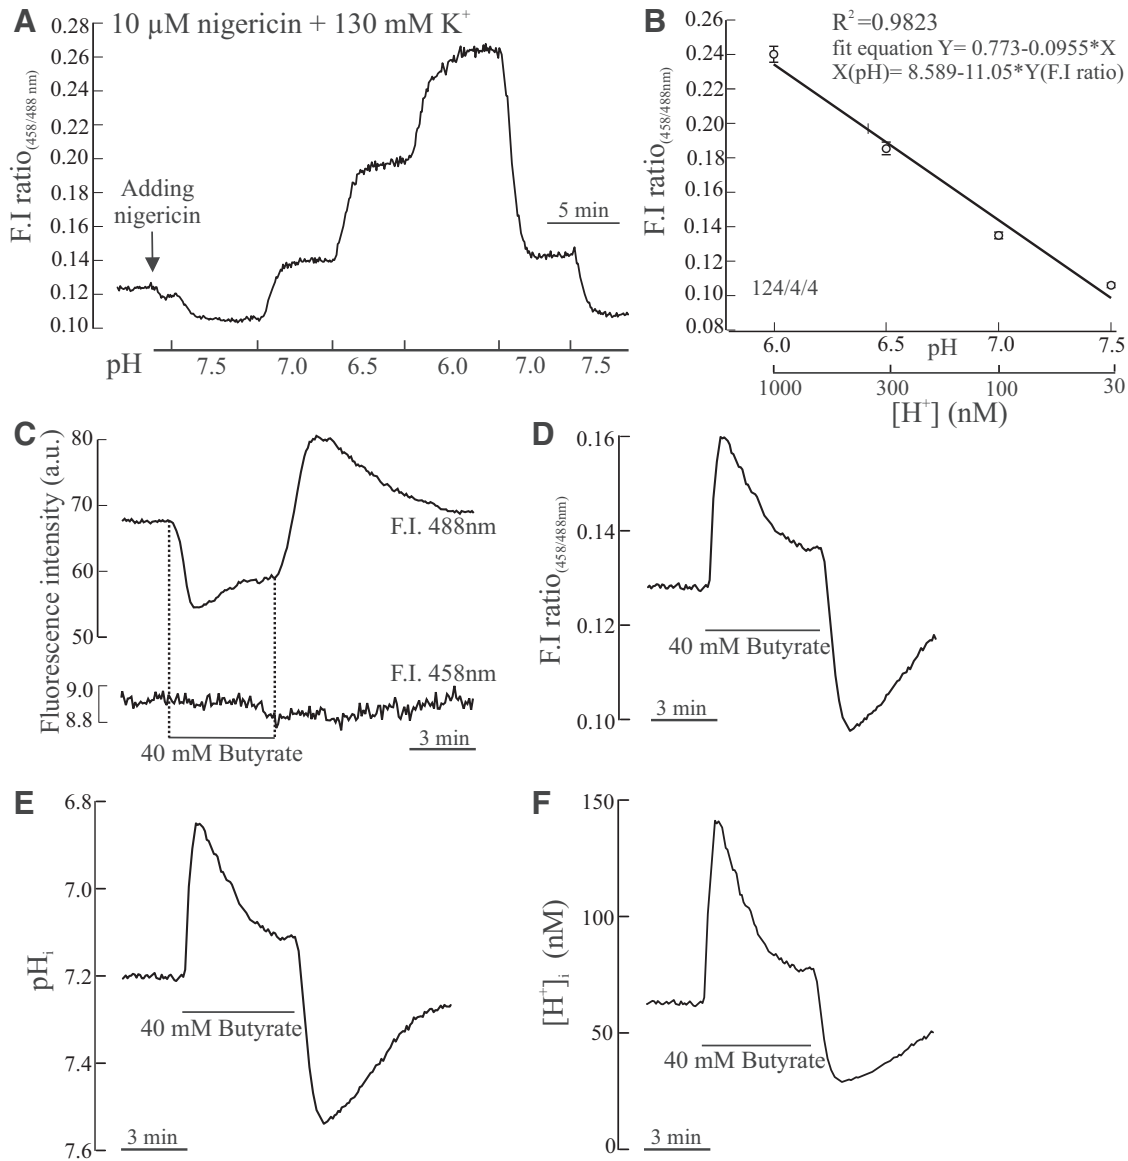 A
10 µM nigericin + 130 mM K⁺
F.I ratio(458/488 nm)
0.28
0.26
0.24
0.22
0.20
0.18
0.16
0.14
0.12
0.10
Adding
nigericin
5 min
pH 7.5 7.0 6.5 6.0 7.0 7.5
B
R²=0.9823
fit equation Y= 0.773-0.0955*X
X(pH)= 8.589-11.05*Y(F.I ratio)
F.I ratio(458/488nm)
0.26
0.24
0.22
0.20
0.18
0.16
0.14
0.12
0.10
0.08
124/4/4
6.0 6.5 pH 7.0 7.5
1000 300 100 30
[H⁺] (nM)
C
Fluorescence intensity (a.u.)
80
70
60
50
9.0
8.8
F.I. 488nm
F.I. 458nm
40 mM Butyrate
3 min
D
F.I ratio(458/488nm)
0.16
0.14
0.12
0.10
40 mM Butyrate
3 min
E
pHi
6.8
7.0
7.2
7.4
7.6
40 mM Butyrate
3 min
F
[H⁺]i (nM)
150
100
50
0
40 mM Butyrate
3 min